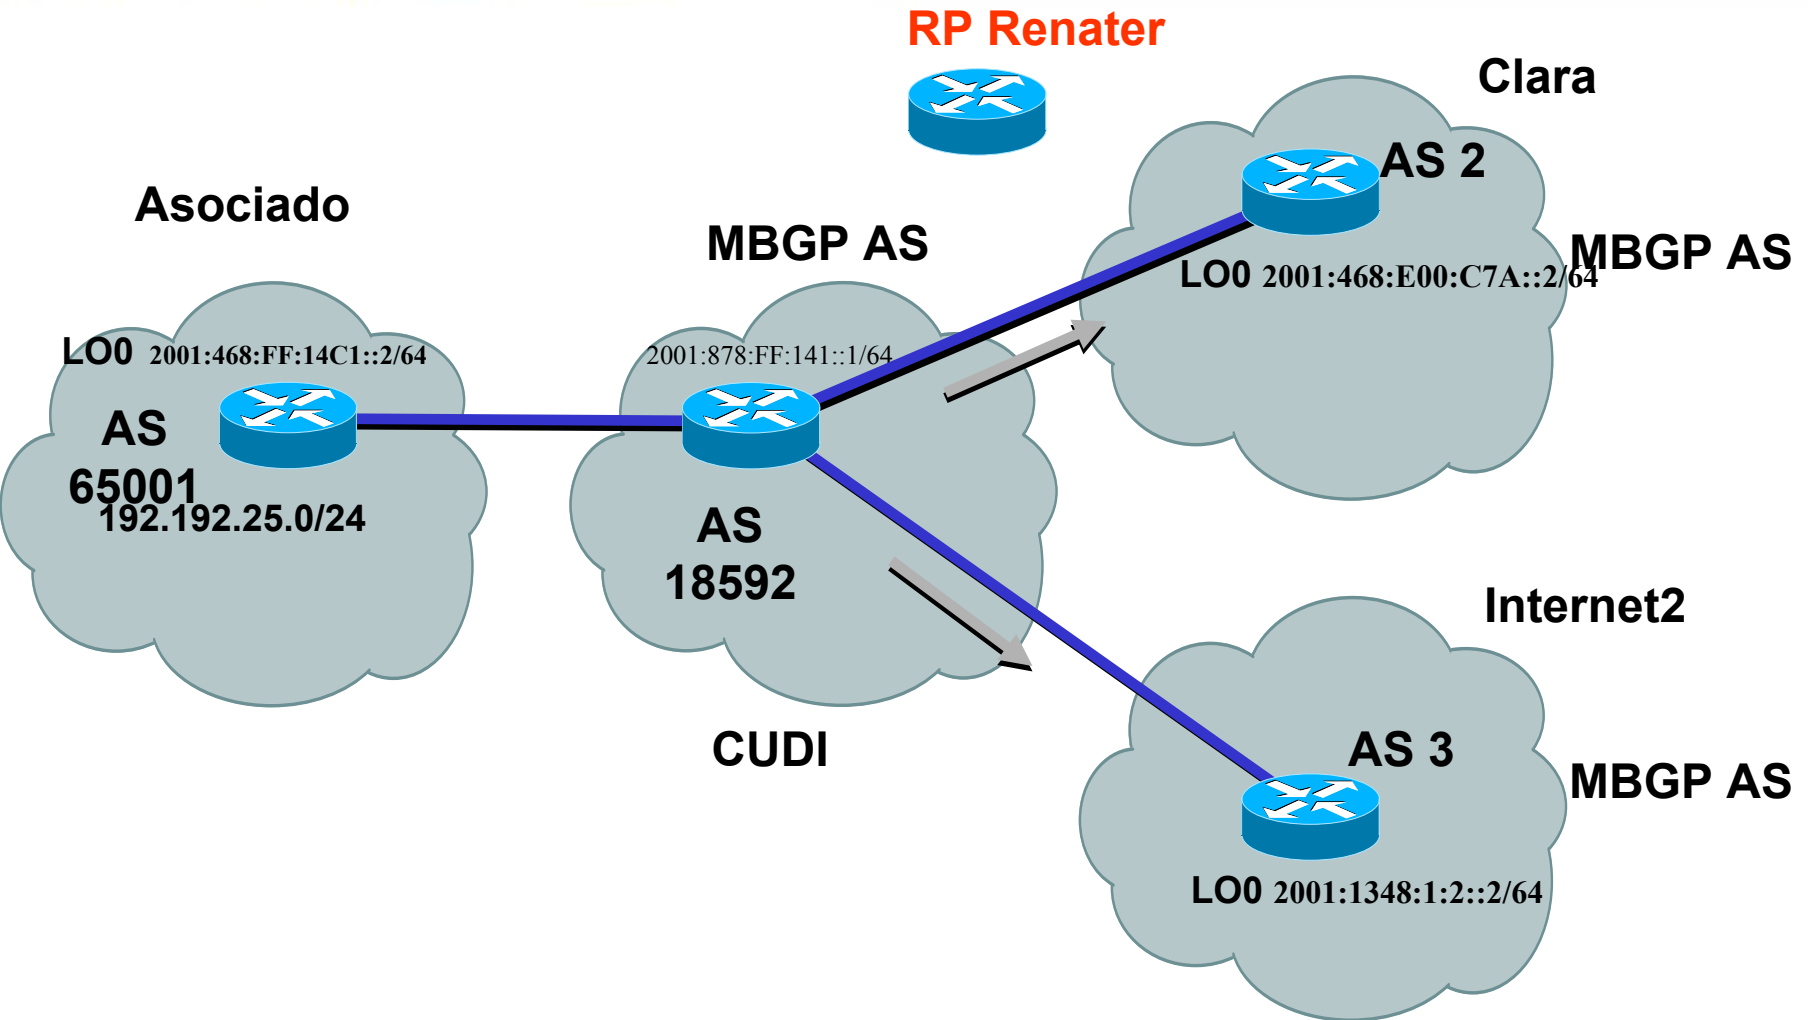 RP Renater
Clara
AS 2
Asociado
MBGP AS
MBGP AS
LO0 2001:468:E00:C7A::2/64
LO0 2001:468:FF:14C1::2/64
2001:878:FF:141::1/64
AS
65001
192.192.25.0/24
AS
18592
Internet2
CUDI
AS 3
MBGP AS
LO0 2001:1348:1:2::2/64